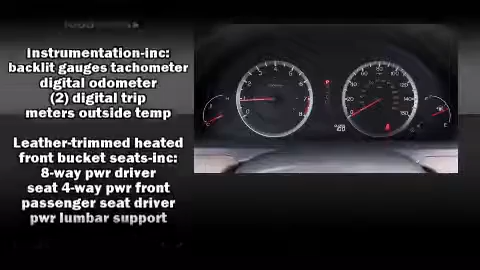 Instrumentation-inc:
backlit gauges tachometer
digital odometer
(2) digital trip
meters outside temp
Leather-trimmed heated
front bucket seats-inc:
8-way pwr driver
seat 4-way pwr front
passenger seat driver
pwr lumbar support